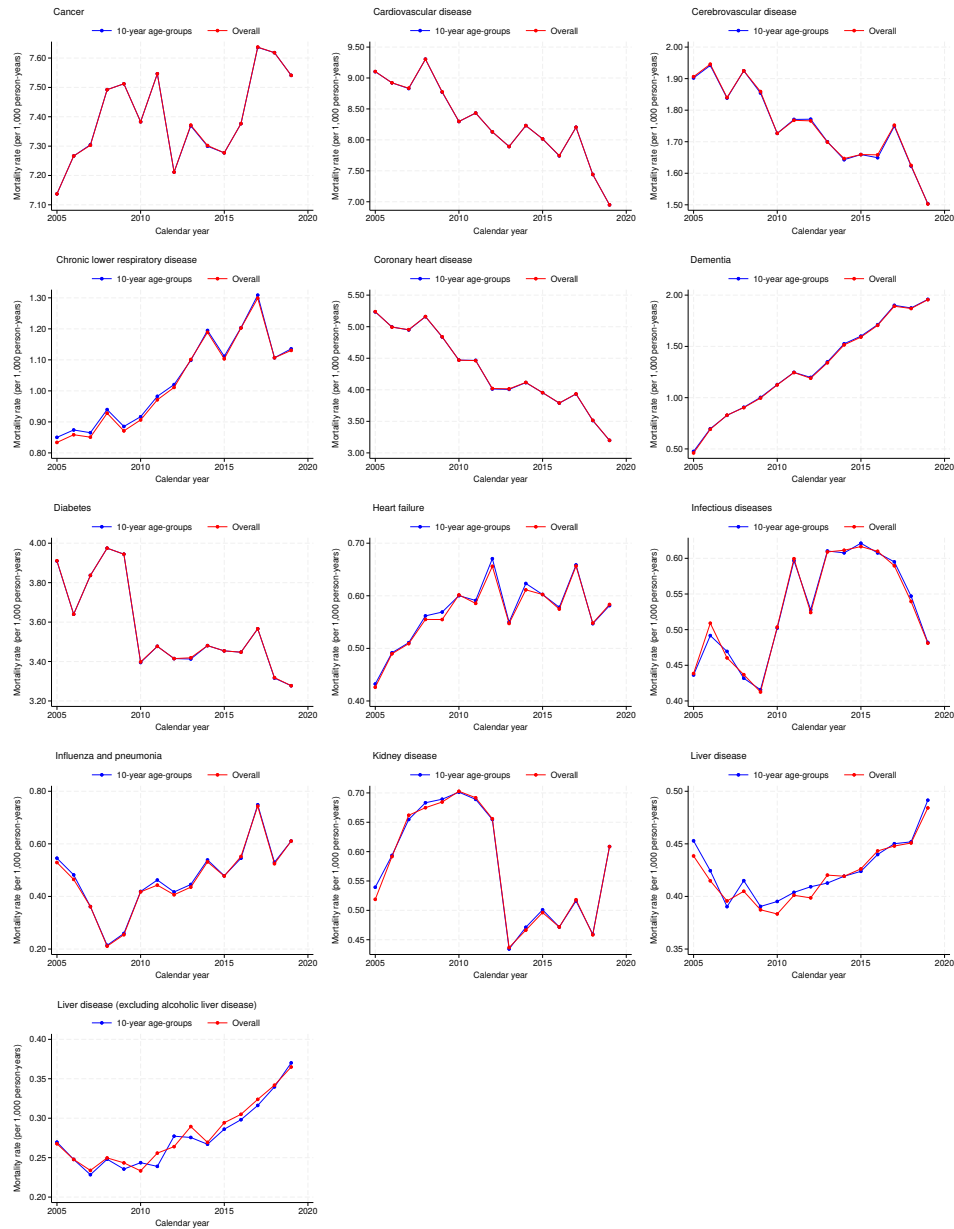 Cancer
10-year age-groups Overall
Mortality rate (per 1,000 person-years)
7.60
7.50
7.40
7.30
7.20
7.10
2005 2010 2015 2020
Calendar year
Cardiovascular disease
10-year age-groups Overall
Mortality rate (per 1,000 person-years)
9.50
9.00
8.50
8.00
7.50
7.00
2005 2010 2015 2020
Calendar year
Cerebrovascular disease
10-year age-groups Overall
Mortality rate (per 1,000 person-years)
2.00
1.90
1.80
1.70
1.60
1.50
2005 2010 2015 2020
Calendar year
Chronic lower respiratory disease
10-year age-groups Overall
Mortality rate (per 1,000 person-years)
1.30
1.20
1.10
1.00
0.90
0.80
2005 2010 2015 2020
Calendar year
Coronary heart disease
10-year age-groups Overall
Mortality rate (per 1,000 person-years)
5.50
5.00
4.50
4.00
3.50
3.00
2005 2010 2015 2020
Calendar year
Dementia
10-year age-groups Overall
Mortality rate (per 1,000 person-years)
2.00
1.50
1.00
0.50
2005 2010 2015 2020
Calendar year
Diabetes
10-year age-groups Overall
Mortality rate (per 1,000 person-years)
4.00
3.80
3.60
3.40
3.20
2005 2010 2015 2020
Calendar year
Heart failure
10-year age-groups Overall
Mortality rate (per 1,000 person-years)
0.70
0.60
0.50
0.40
2005 2010 2015 2020
Calendar year
Infectious diseases
10-year age-groups Overall
Mortality rate (per 1,000 person-years)
0.60
0.55
0.50
0.45
0.40
2005 2010 2015 2020
Calendar year
Influenza and pneumonia
10-year age-groups Overall
Mortality rate (per 1,000 person-years)
0.80
0.60
0.40
0.20
2005 2010 2015 2020
Calendar year
Kidney disease
10-year age-groups Overall
Mortality rate (per 1,000 person-years)
0.70
0.65
0.60
0.55
0.50
0.45
2005 2010 2015 2020
Calendar year
Liver disease
10-year age-groups Overall
Mortality rate (per 1,000 person-years)
0.50
0.45
0.40
0.35
2005 2010 2015 2020
Calendar year
Liver disease (excluding alcoholic liver disease)
10-year age-groups Overall
Mortality rate (per 1,000 person-years)
0.40
0.35
0.30
0.25
0.20
2005 2010 2015 2020
Calendar year